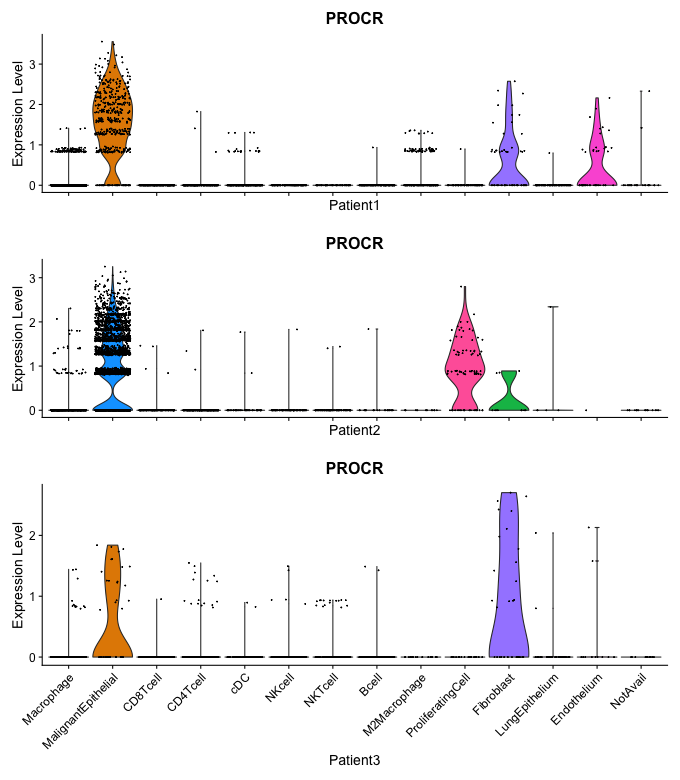 PROCR
Expression Level
3
2
1
0
Patient1
PROCR
Expression Level
3
2
1
0
Patient2
PROCR
Expression Level
2
1
0
Macrophage
MalignantEpithelial
CD8Tcell
CD4Tcell
cDC
NKcell
NKTcell
Bcell
M2Macrophage
ProliferatingCell
Fibroblast
LungEpithelium
Endothelium
NotAvail
Patient3